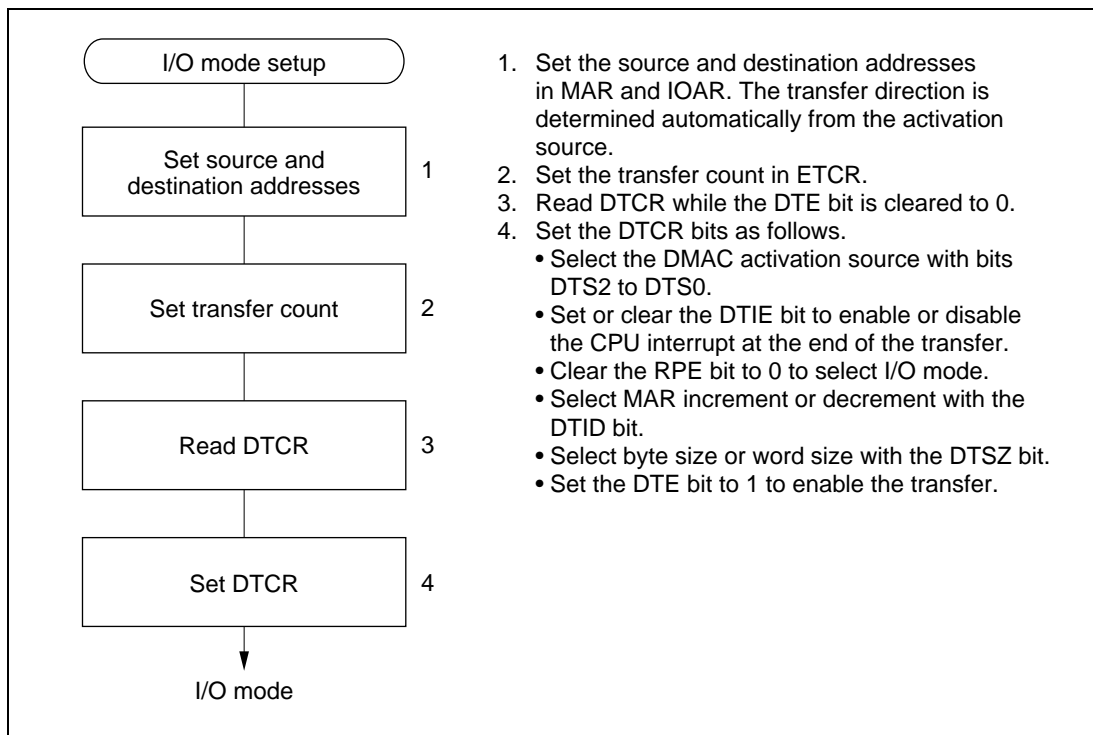 I/O mode setup
Set source and
destination addresses
1
Set transfer count
2
Read DTCR
3
Set DTCR
4
I/O mode
1. Set the source and destination addresses
in MAR and IOAR. The transfer direction is
determined automatically from the activation
source.
2. Set the transfer count in ETCR.
3. Read DTCR while the DTE bit is cleared to 0.
4. Set the DTCR bits as follows.
• Select the DMAC activation source with bits
DTS2 to DTS0.
• Set or clear the DTIE bit to enable or disable
the CPU interrupt at the end of the transfer.
• Clear the RPE bit to 0 to select I/O mode.
• Select MAR increment or decrement with the
DTID bit.
• Select byte size or word size with the DTSZ bit.
• Set the DTE bit to 1 to enable the transfer.